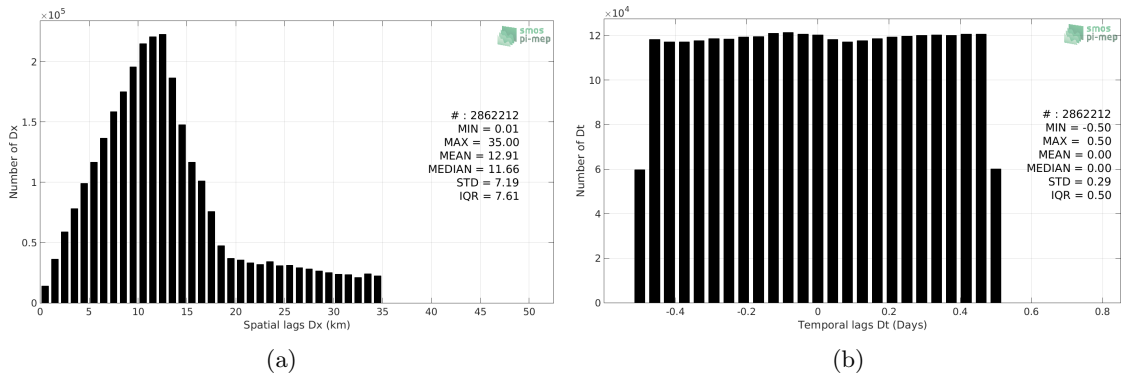 ×10⁵
2
1.5
1
0.5
0
Number of Dx
0 5 10 15 20 25 30 35 40 45 50
Spatial lags Dx (km)
smos
pi-mep
# : 2862212
MIN = 0.01
MAX = 35.00
MEAN = 12.91
MEDIAN = 11.66
STD = 7.19
IQR = 7.61
(a)
×10⁴
12
10
8
6
4
2
0
Number of Dt
-0.4 -0.2 0 0.2 0.4 0.6 0.8
Temporal lags Dt (Days)
smos
pi-mep
# : 2862212
MIN = -0.50
MAX = 0.50
MEAN = 0.00
MEDIAN = 0.00
STD = 0.29
IQR = 0.50
(b)